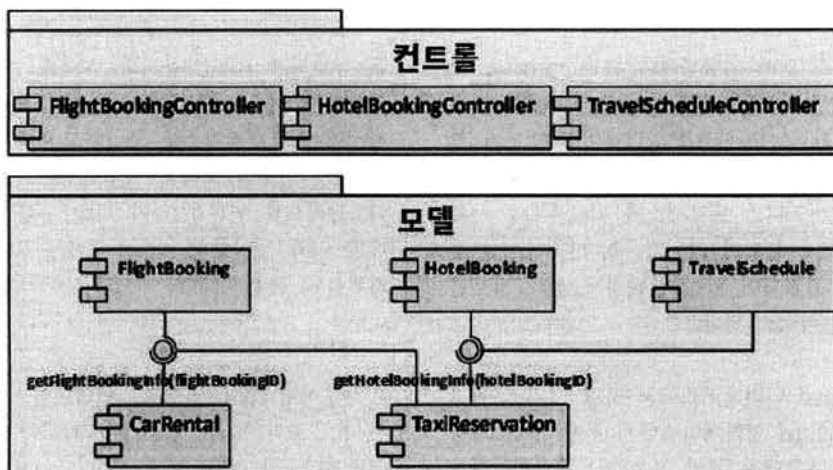 컨트롤
FlightBookingController
HotelBookingController
TravelScheduleController
모델
FlightBooking
HotelBooking
TravelSchedule
getFlightBookingInfo(flightBookingID)
getHotelBookingInfo(hotelBookingID)
CarRental
TaxiReservation